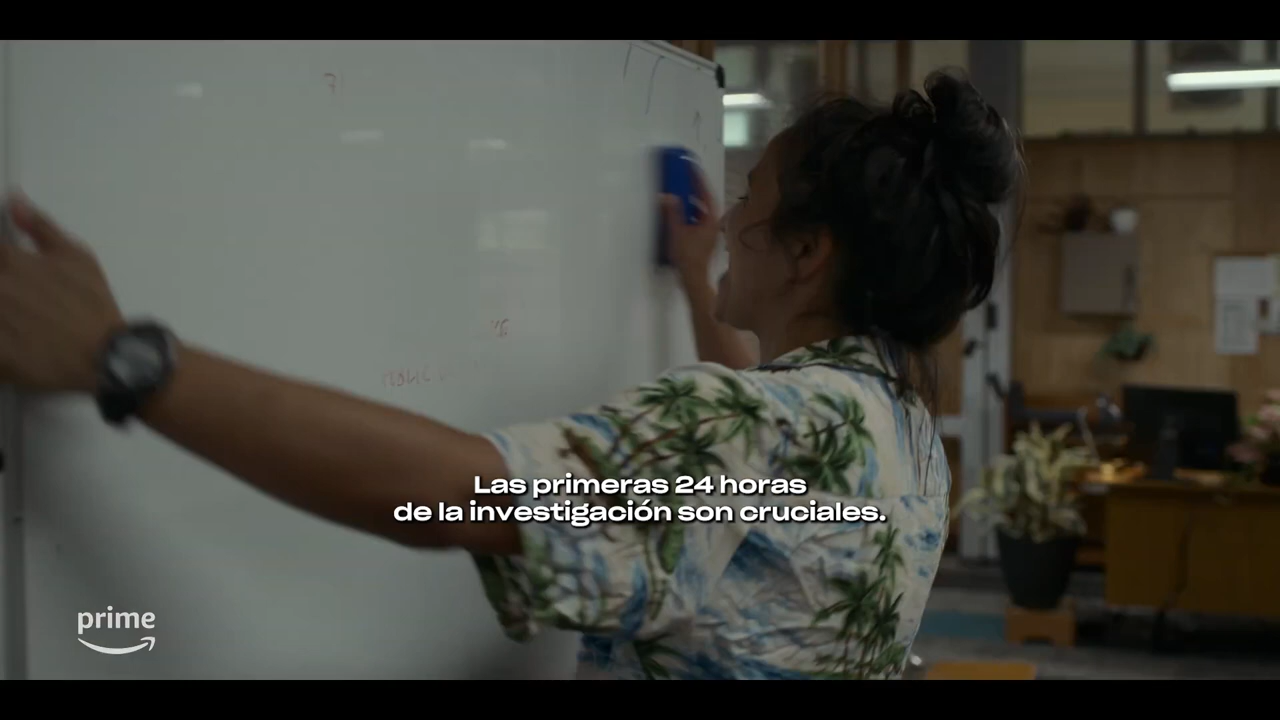 Las primeras 24 horas
de la investigación son cruciales.
prime